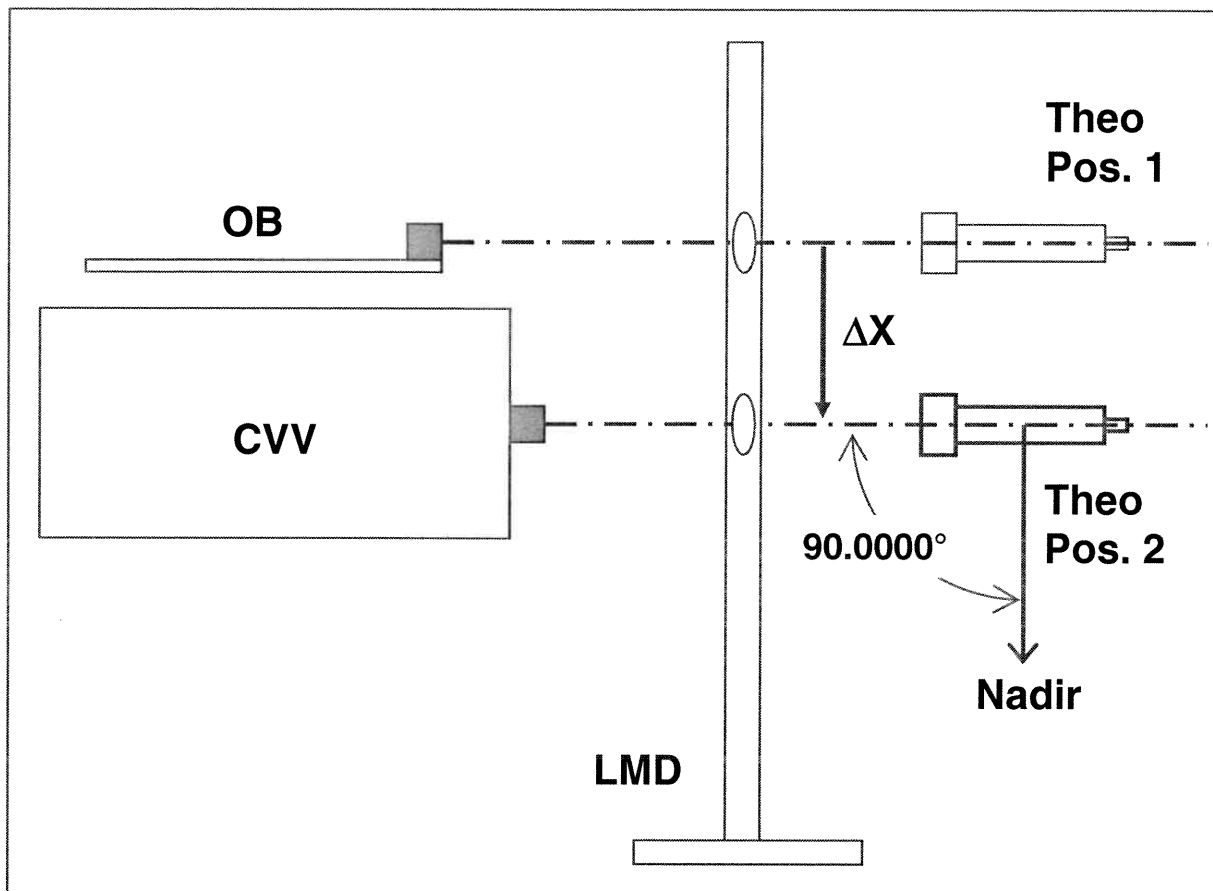 Theo
Pos. 1
OB
ΔX
CVV
Theo
Pos. 2
90.0000°
Nadir
LMD